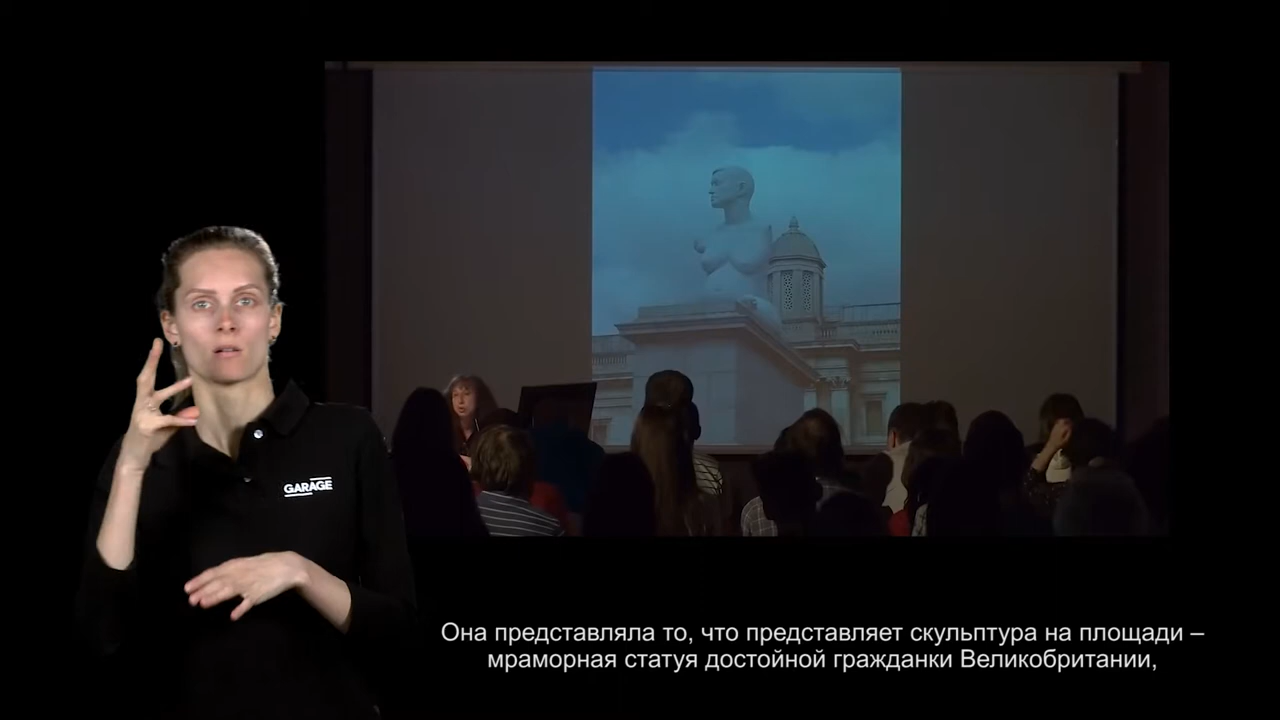 GARAGE
Она представляла то, что представляет скульптура на площади –
мраморная статуя достойной гражданки Великобритании,